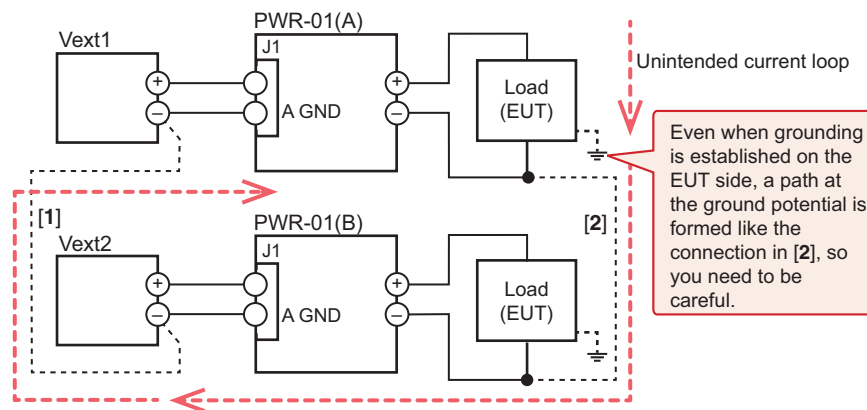 PWR-01(A)
Vext1
J1
+
−
A GND
+
−
Load
(EUT)
Unintended current loop
Even when grounding
is established on the
EUT side, a path at
the ground potential is
formed like the
connection in [2], so
you need to be
careful.
[1]
[2]
PWR-01(B)
Vext2
J1
+
−
A GND
+
−
Load
(EUT)